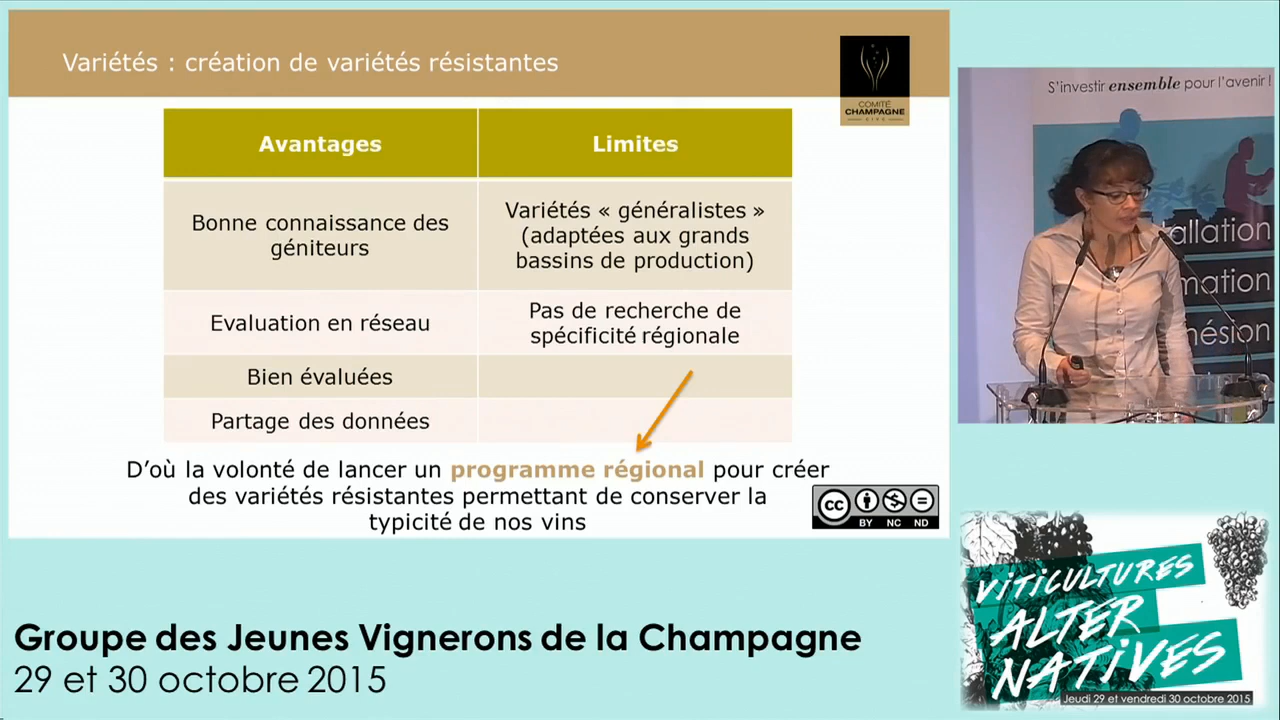 Variétés : création de variétés résistantes
COMITÉ
CHAMPAGNE
Avantages
Limites
Bonne connaissance des
géniteurs
Variétés « généralistes »
(adaptées aux grands
bassins de production)
Evaluation en réseau
Pas de recherche de
spécificité régionale
Bien évaluées
Partage des données
D'où la volonté de lancer un programme régional pour créer
des variétés résistantes permettant de conserver la
typicité de nos vins
cc
BY NC ND
S'investir ensemble pour l'avenir !
allation
mation
hésion
VITICULTURES
ALTER
NATIVES
Jeudi 29 et vendredi 30 octobre 2015
Groupe des Jeunes Vignerons de la Champagne
29 et 30 octobre 2015